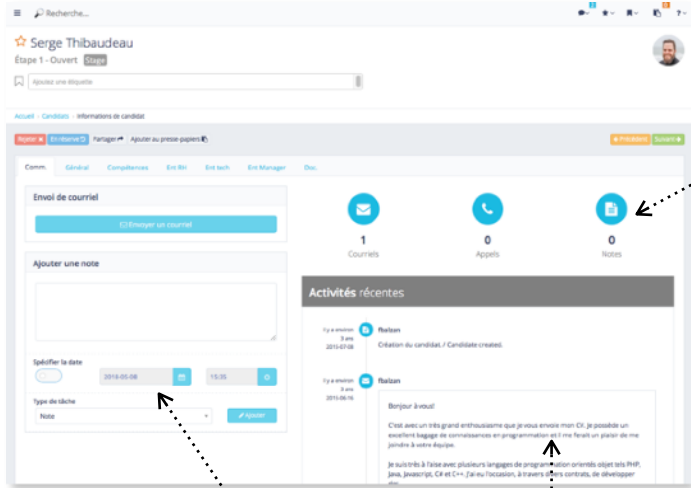 Recherche...
?
Serge Thibaudeau
Étape 1 - Ouvert Stage
Ajoutez une étiquette
Accueil Candidats Informations de candidat
Rejeter En réserve Partager Ajouter au presse-papiers
Précédent Suivant
Comm. Général Compétences Ent RH Ent tech Ent Manager Doc.
Envoi de courriel
Envoyer un courriel
1 0 0
Courriels Appels Notes
Ajouter une note
Activités récentes
il y a environ
3 ans
2015-07-08
fbalzan
Création du candidat. / Candidate created.
Spécifier la date
15:35
Type de tâche
Note
Ajouter
il y a environ
3 ans
fbalzan
Bonjour à vous!
C'est avec un très grand enthousiasme que je vous envoie mon CV. Je possède un
excellent bagage de connaissances en programmation et il me ferait un plaisir de me
joindre à votre équipe.
Je suis très à l'aise avec plusieurs langages de programmation orientés objet tels PHP,
Java, Javascript, C# et C++. J'ai eu l'occasion, à travers divers contrats, de développer